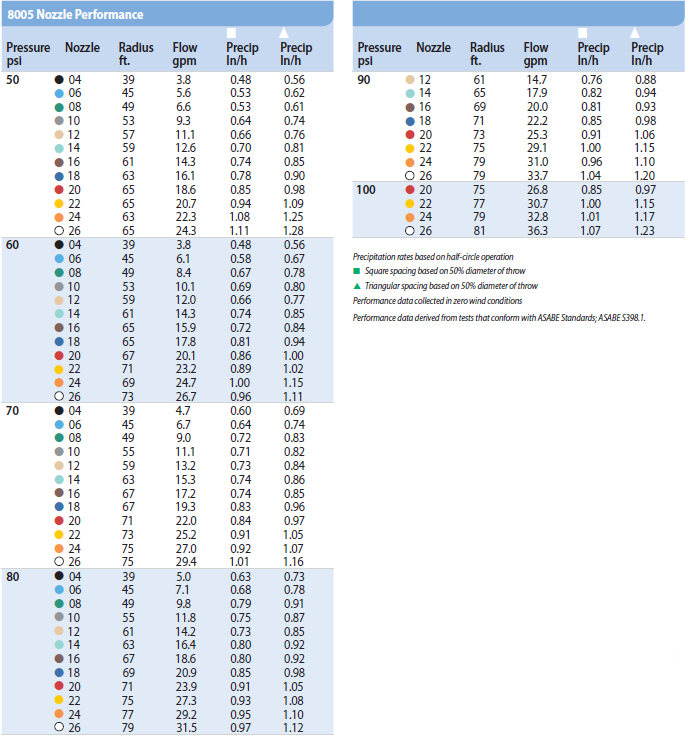 8005 Nozzle Performance
Pressure Nozzle Radius Flow Precip Precip
psi ft. gpm In/h In/h
50 04 39 3.8 0.48 0.56
06 45 5.6 0.53 0.62
08 49 6.6 0.53 0.61
10 53 9.3 0.64 0.74
12 57 11.1 0.66 0.76
14 59 12.6 0.70 0.81
16 61 14.3 0.74 0.85
18 63 16.1 0.78 0.90
20 65 18.6 0.85 0.98
22 65 20.7 0.94 1.09
24 63 22.3 1.08 1.25
26 65 24.3 1.11 1.28
60 04 39 3.8 0.48 0.56
06 45 6.1 0.58 0.67
08 49 8.4 0.67 0.78
10 53 10.1 0.69 0.80
12 59 12.0 0.66 0.77
14 61 14.3 0.74 0.85
16 65 15.9 0.72 0.84
18 65 17.8 0.81 0.94
20 67 20.1 0.86 1.00
22 71 23.2 0.89 1.02
24 69 24.7 1.00 1.15
26 73 26.7 0.96 1.11
70 04 39 4.7 0.60 0.69
06 45 6.7 0.64 0.74
08 49 9.0 0.72 0.83
10 55 11.1 0.71 0.82
12 59 13.2 0.73 0.84
14 63 15.3 0.74 0.86
16 67 17.2 0.74 0.85
18 67 19.3 0.83 0.96
20 71 22.0 0.84 0.97
22 73 25.2 0.91 1.05
24 75 27.0 0.92 1.07
26 75 29.4 1.01 1.16
80 04 39 5.0 0.63 0.73
06 45 7.1 0.68 0.78
08 49 9.8 0.79 0.91
10 55 11.8 0.75 0.87
12 61 14.2 0.73 0.85
14 63 16.4 0.80 0.92
16 67 18.6 0.80 0.92
18 69 20.9 0.85 0.98
20 71 23.9 0.91 1.05
22 75 27.3 0.93 1.08
24 77 29.2 0.95 1.10
26 79 31.5 0.97 1.12
Pressure Nozzle Radius Flow Precip Precip
psi ft. gpm In/h In/h
90 12 61 14.7 0.76 0.88
14 65 17.9 0.82 0.94
16 69 20.0 0.81 0.93
18 71 22.2 0.85 0.98
20 73 25.3 0.91 1.06
22 75 29.1 1.00 1.15
24 79 31.0 0.96 1.10
26 79 33.7 1.04 1.20
100 20 75 26.8 0.85 0.97
22 77 30.7 1.00 1.15
24 79 32.8 1.01 1.17
26 81 36.3 1.07 1.23
Precipitation rates based on half-circle operation
Square spacing based on 50% diameter of throw
Triangular spacing based on 50% diameter of throw
Performance data collected in zero wind conditions
Performance data derived from tests that conform with ASABE Standards; ASABE S398.1.